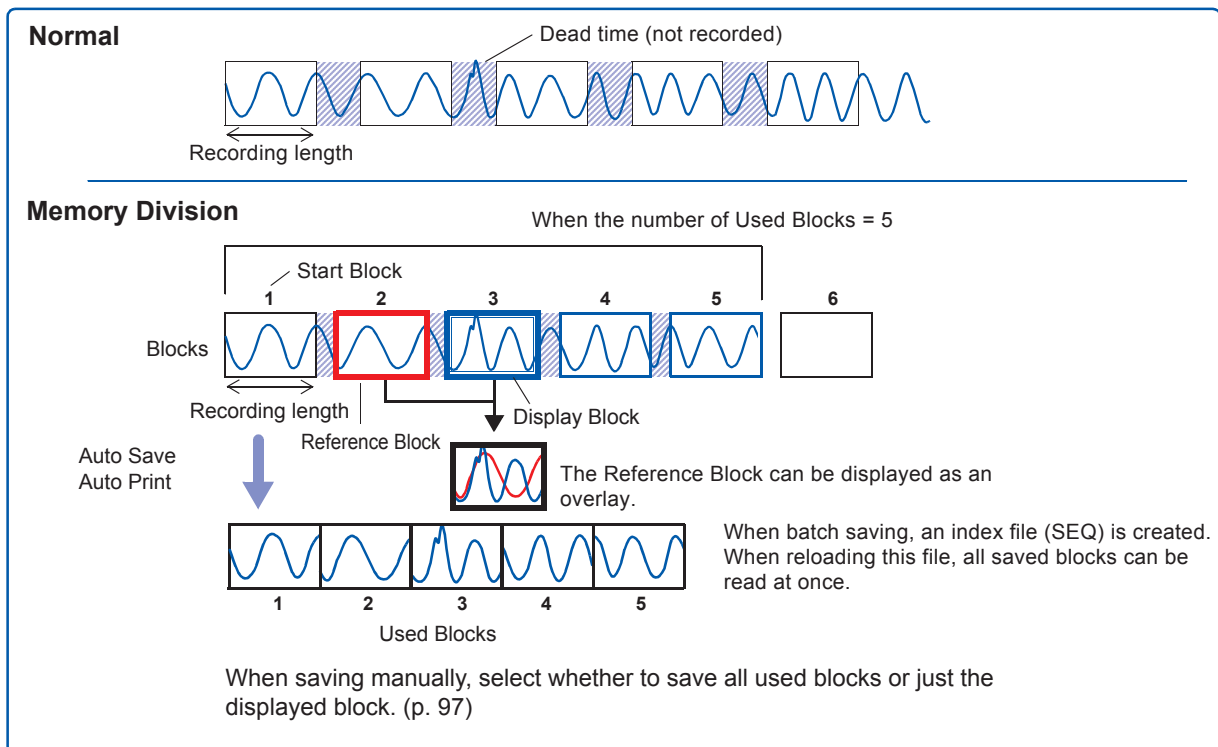 Normal
Dead time (not recorded)
Recording length
Memory Division
When the number of Used Blocks = 5
Start Block
1 2 3 4 5 6
Blocks
Recording length
Display Block
Reference Block
Auto Save
Auto Print
The Reference Block can be displayed as an
overlay.
When batch saving, an index file (SEQ) is created.
When reloading this file, all saved blocks can be
read at once.
1 2 3 4 5
Used Blocks
When saving manually, select whether to save all used blocks or just the
displayed block. (p. 97)